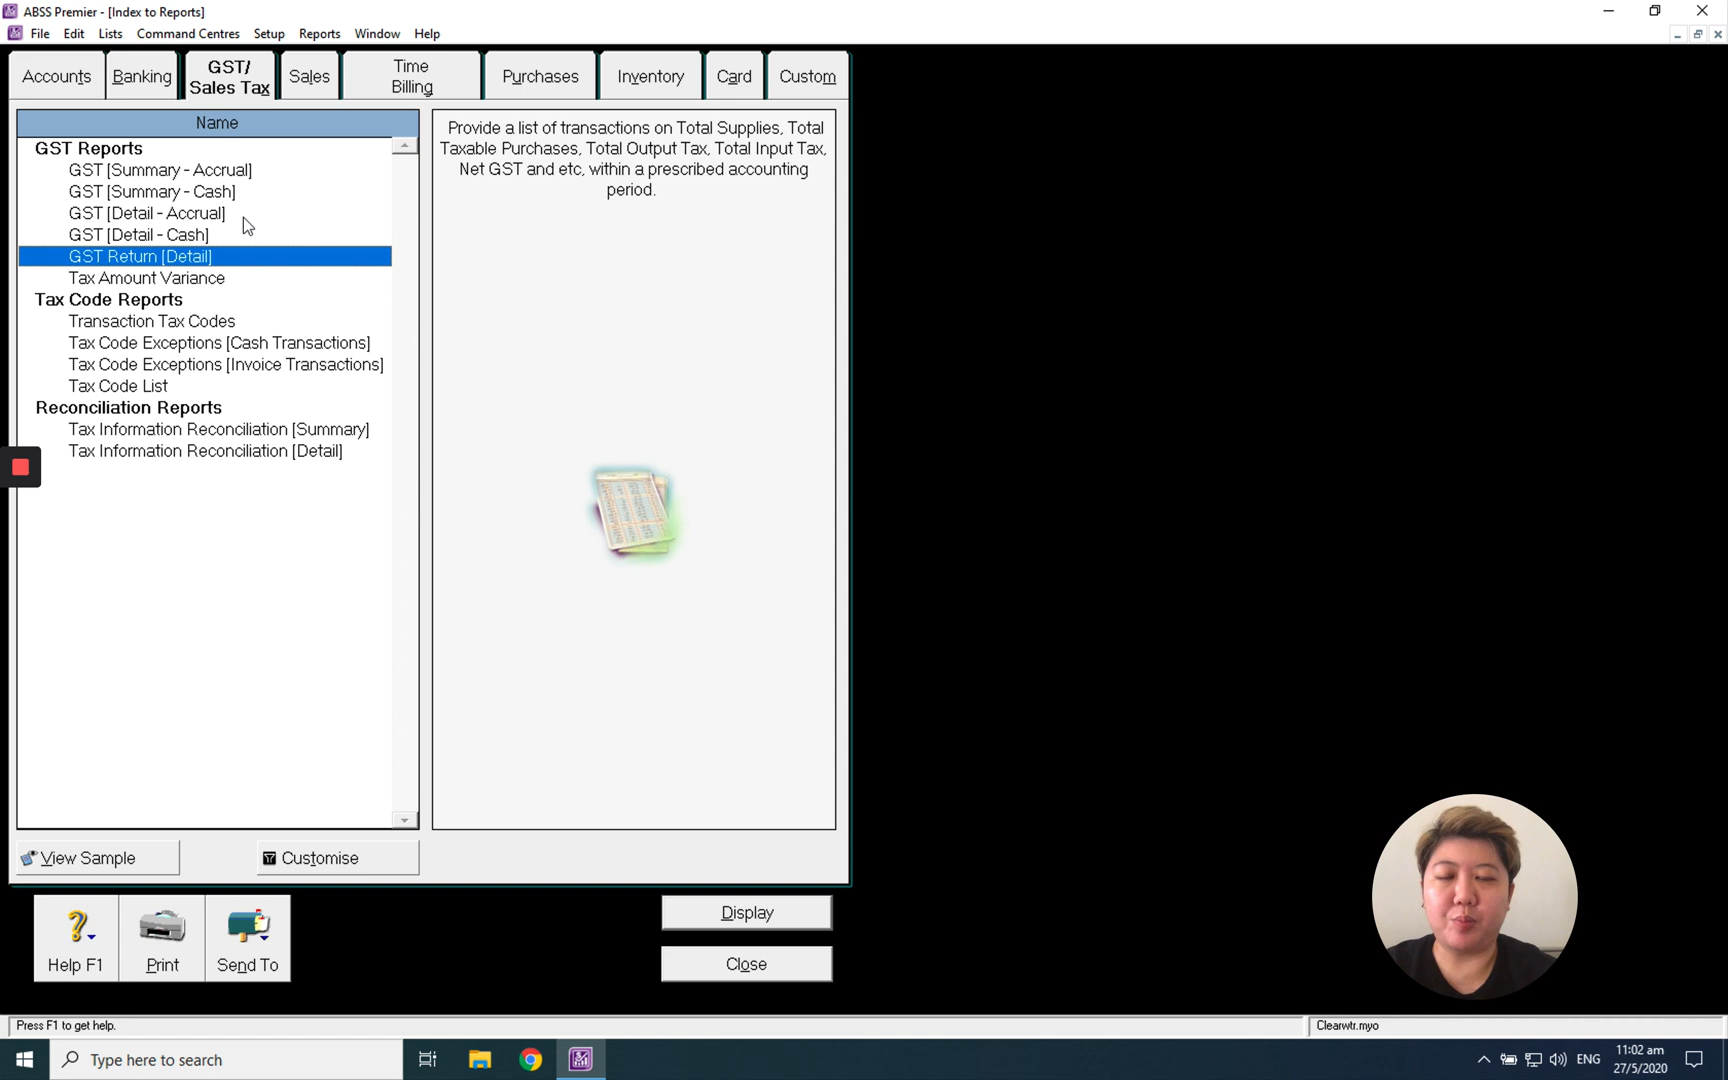 ABSS Premier - [Index to Reports]
File Edit Lists Command Centres Setup Reports Window Help
Accounts
Banking
GST/
Sales Tax
Sales
Time
Billing
Purchases
Inventory
Card
Custom
Name
GST Reports
GST [Summary - Accrual]
GST [Summary - Cash]
GST [Detail - Accrual]
GST [Detail - Cash]
GST Return [Detail]
Tax Amount Variance
Tax Code Reports
Transaction Tax Codes
Tax Code Exceptions [Cash Transactions]
Tax Code Exceptions [Invoice Transactions]
Tax Code List
Reconciliation Reports
Tax Information Reconciliation [Summary]
Tax Information Reconciliation [Detail]
Provide a list of transactions on Total Supplies, Total
Taxable Purchases, Total Output Tax, Total Input Tax,
Net GST and etc, within a prescribed accounting
period.
View Sample
Customise
Help F1
Print
Send To
Display
Close
Press F1 to get help.
Clearwtr.myo
Type here to search
ENG
11:02 am
27/5/2020